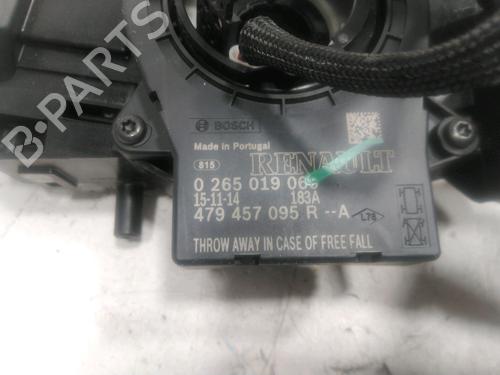 B-PARTS
BOSCH
Made in Portugal
815
RENAULT
0 265 019 06
15-11-14 183A
479 457 095 R --A
L78
THROW AWAY IN CASE OF FREE FALL